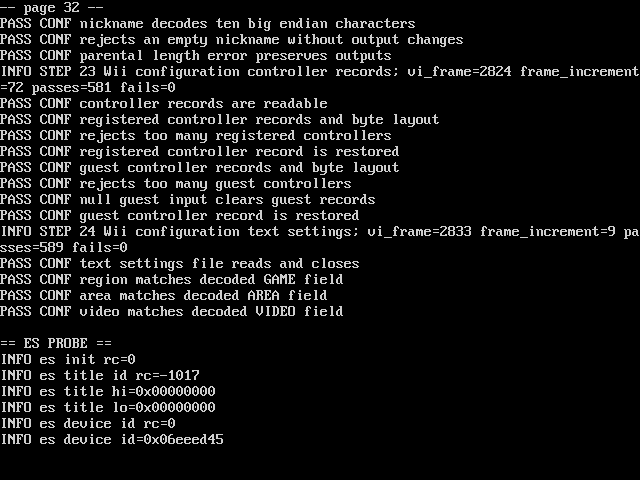 -- page 32 --
PASS CONF nickname decodes ten big endian characters
PASS CONF rejects an empty nickname without output changes
PASS CONF parental length error preserves outputs
INFO STEP 23 Wii configuration controller records; vi_frame=2824 frame_increment
=72 passes=581 fails=0
PASS CONF controller records are readable
PASS CONF registered controller records and byte layout
PASS CONF rejects too many registered controllers
PASS CONF registered controller record is restored
PASS CONF guest controller records and byte layout
PASS CONF rejects too many guest controllers
PASS CONF null guest input clears guest records
PASS CONF guest controller record is restored
INFO STEP 24 Wii configuration text settings; vi_frame=2833 frame_increment=9 pa
sses=589 fails=0
PASS CONF text settings file reads and closes
PASS CONF region matches decoded GAME field
PASS CONF area matches decoded AREA field
PASS CONF video matches decoded VIDEO field
== ES PROBE ==
INFO es init rc=0
INFO es title id rc=-1017
INFO es title hi=0x00000000
INFO es title lo=0x00000000
INFO es device id rc=0
INFO es device id=0x06eeed45